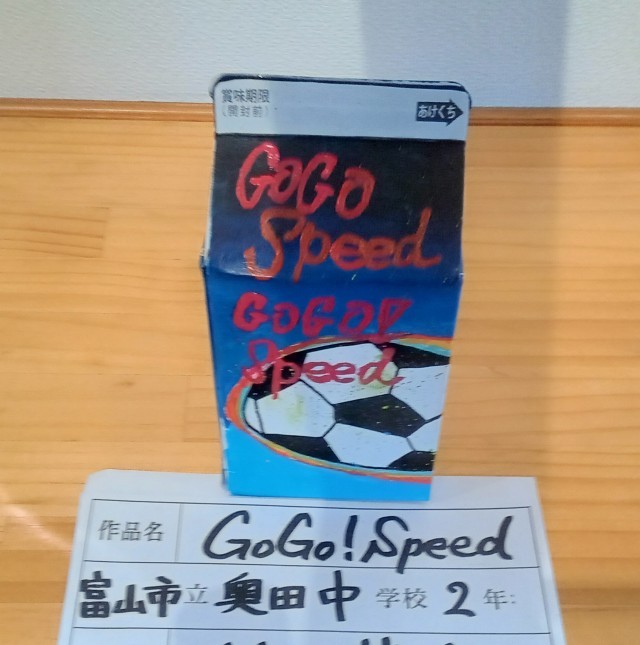 賞味期限
(開封前)
あけくち
GoGo
Speed
GoGo!
Speed
作品名 GoGo!Speed
富山市立 奥田中 学校 2 年: